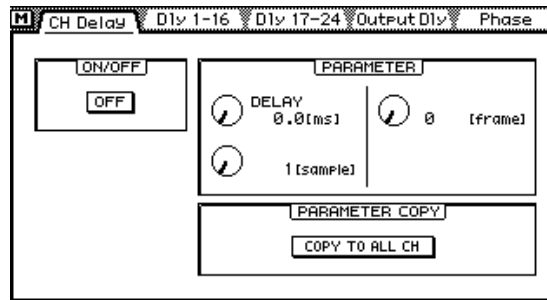 M CH Delay Dly 1-16 Dly 17-24 Output Dly Phase
ON/OFF
OFF
PARAMETER
DELAY
0.0[ms]
0 [frame]
1[sample]
PARAMETER COPY
COPY TO ALL CH